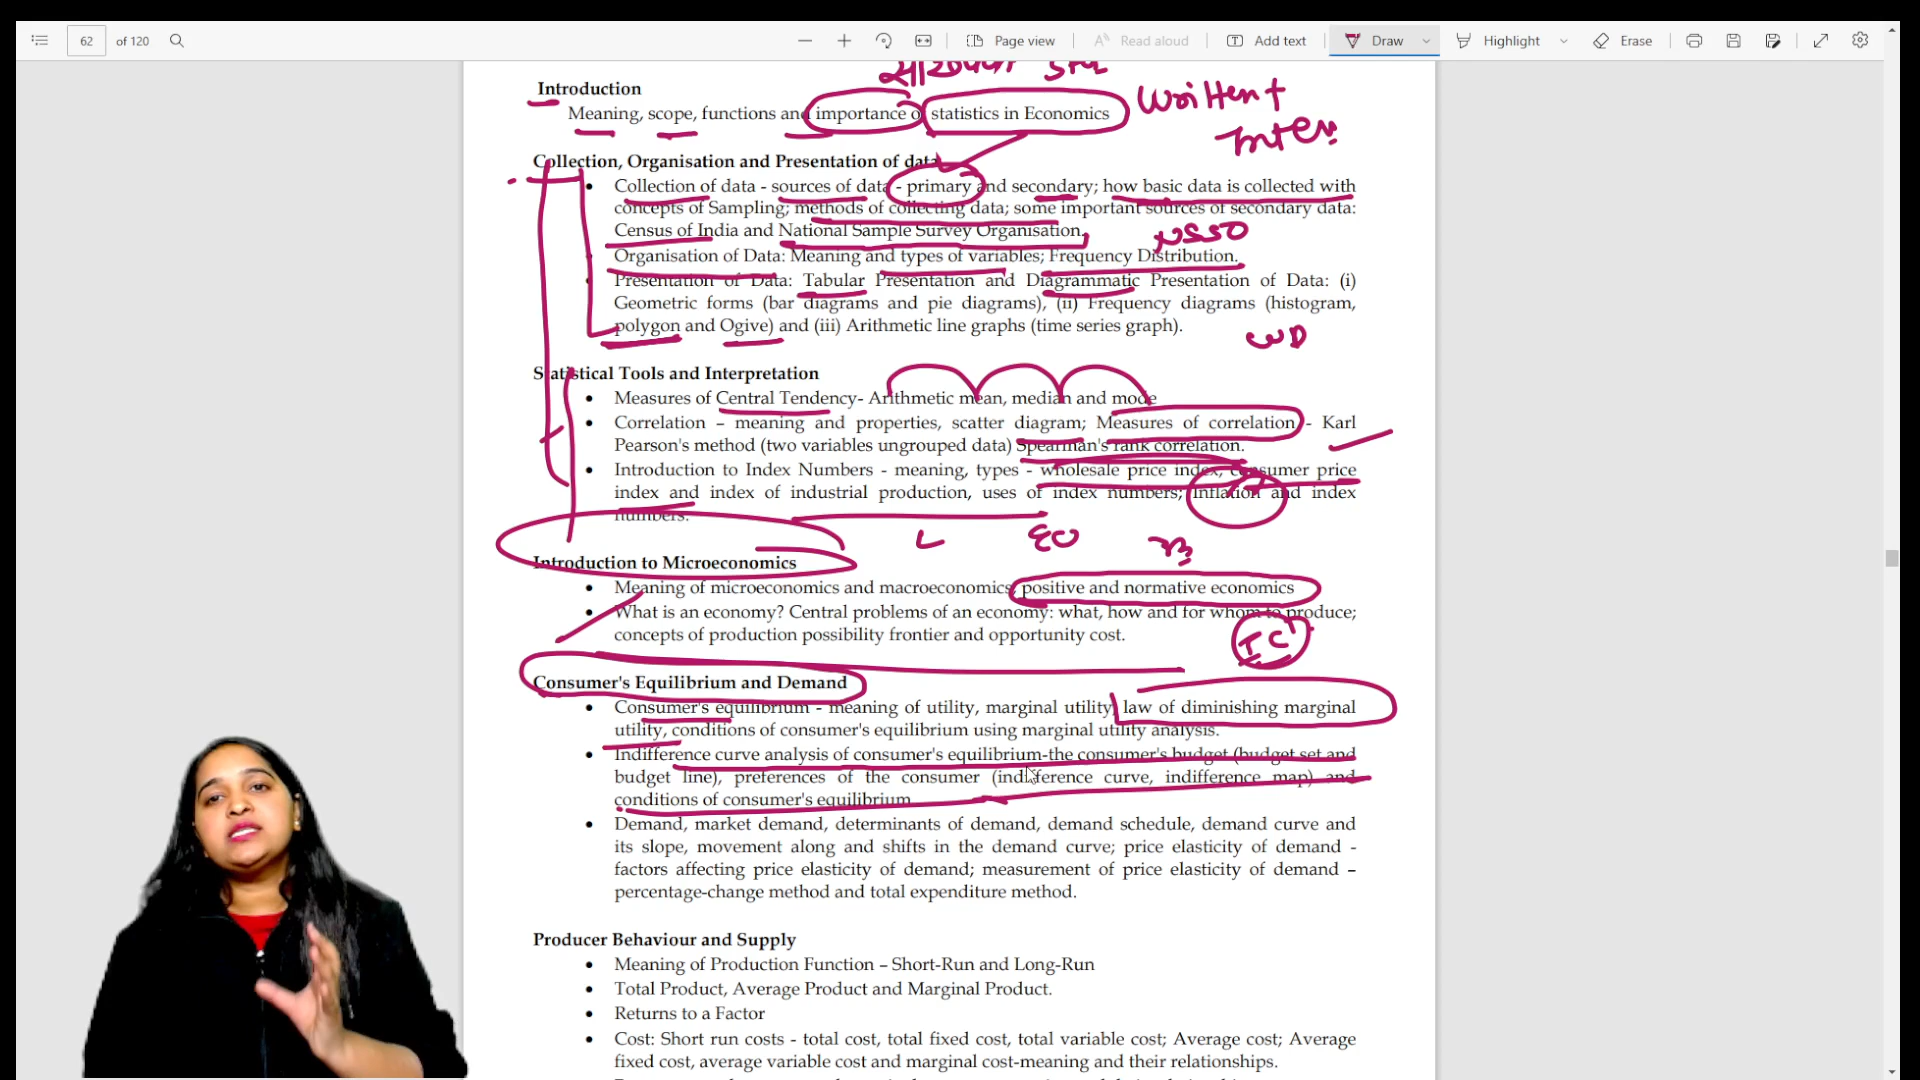 62 of 120
Page view
Read aloud
Add text
Draw
Highlight
Erase
Introduction
Meaning, scope, functions and importance o statistics in Economics
Written +
Collection, Organisation and Presentation of data
Collection of data - sources of data - primary and secondary; how basic data is collected with
concepts of Sampling; methods of collecting data; some important sources of secondary data:
Census of India and National Sample Survey Organisation.
NSSO
Organisation of Data: Meaning and types of variables; Frequency Distribution.
Presentation of Data: Tabular Presentation and Diagrammatic Presentation of Data: (i)
Geometric forms (bar diagrams and pie diagrams), (ii) Frequency diagrams (histogram,
polygon and Ogive) and (iii) Arithmetic line graphs (time series graph).
Statistical Tools and Interpretation
Measures of Central Tendency- Arithmetic mean, median and mode
Correlation – meaning and properties, scatter diagram; Measures of correlation - Karl
Pearson's method (two variables ungrouped data) Spearman's rank correlation.
Introduction to Index Numbers - meaning, types - wholesale price index, consumer price
index and index of industrial production, uses of index numbers; Inflation and index
numbers.
Introduction to Microeconomics
Meaning of microeconomics and macroeconomics; positive and normative economics
What is an economy? Central problems of an economy: what, how and for whom to produce;
concepts of production possibility frontier and opportunity cost.
IC
Consumer's Equilibrium and Demand
Consumer's equilibrium - meaning of utility, marginal utility, law of diminishing marginal
utility, conditions of consumer's equilibrium using marginal utility analysis.
Indifference curve analysis of consumer's equilibrium-the consumer's budget (budget set and
budget line), preferences of the consumer (indifference curve, indifference map) and
conditions of consumer's equilibrium
Demand, market demand, determinants of demand, demand schedule, demand curve and
its slope, movement along and shifts in the demand curve; price elasticity of demand -
factors affecting price elasticity of demand; measurement of price elasticity of demand –
percentage-change method and total expenditure method.
Producer Behaviour and Supply
Meaning of Production Function – Short-Run and Long-Run
Total Product, Average Product and Marginal Product.
Returns to a Factor
Cost: Short run costs - total cost, total fixed cost, total variable cost; Average cost; Average
fixed cost, average variable cost and marginal cost-meaning and their relationships.